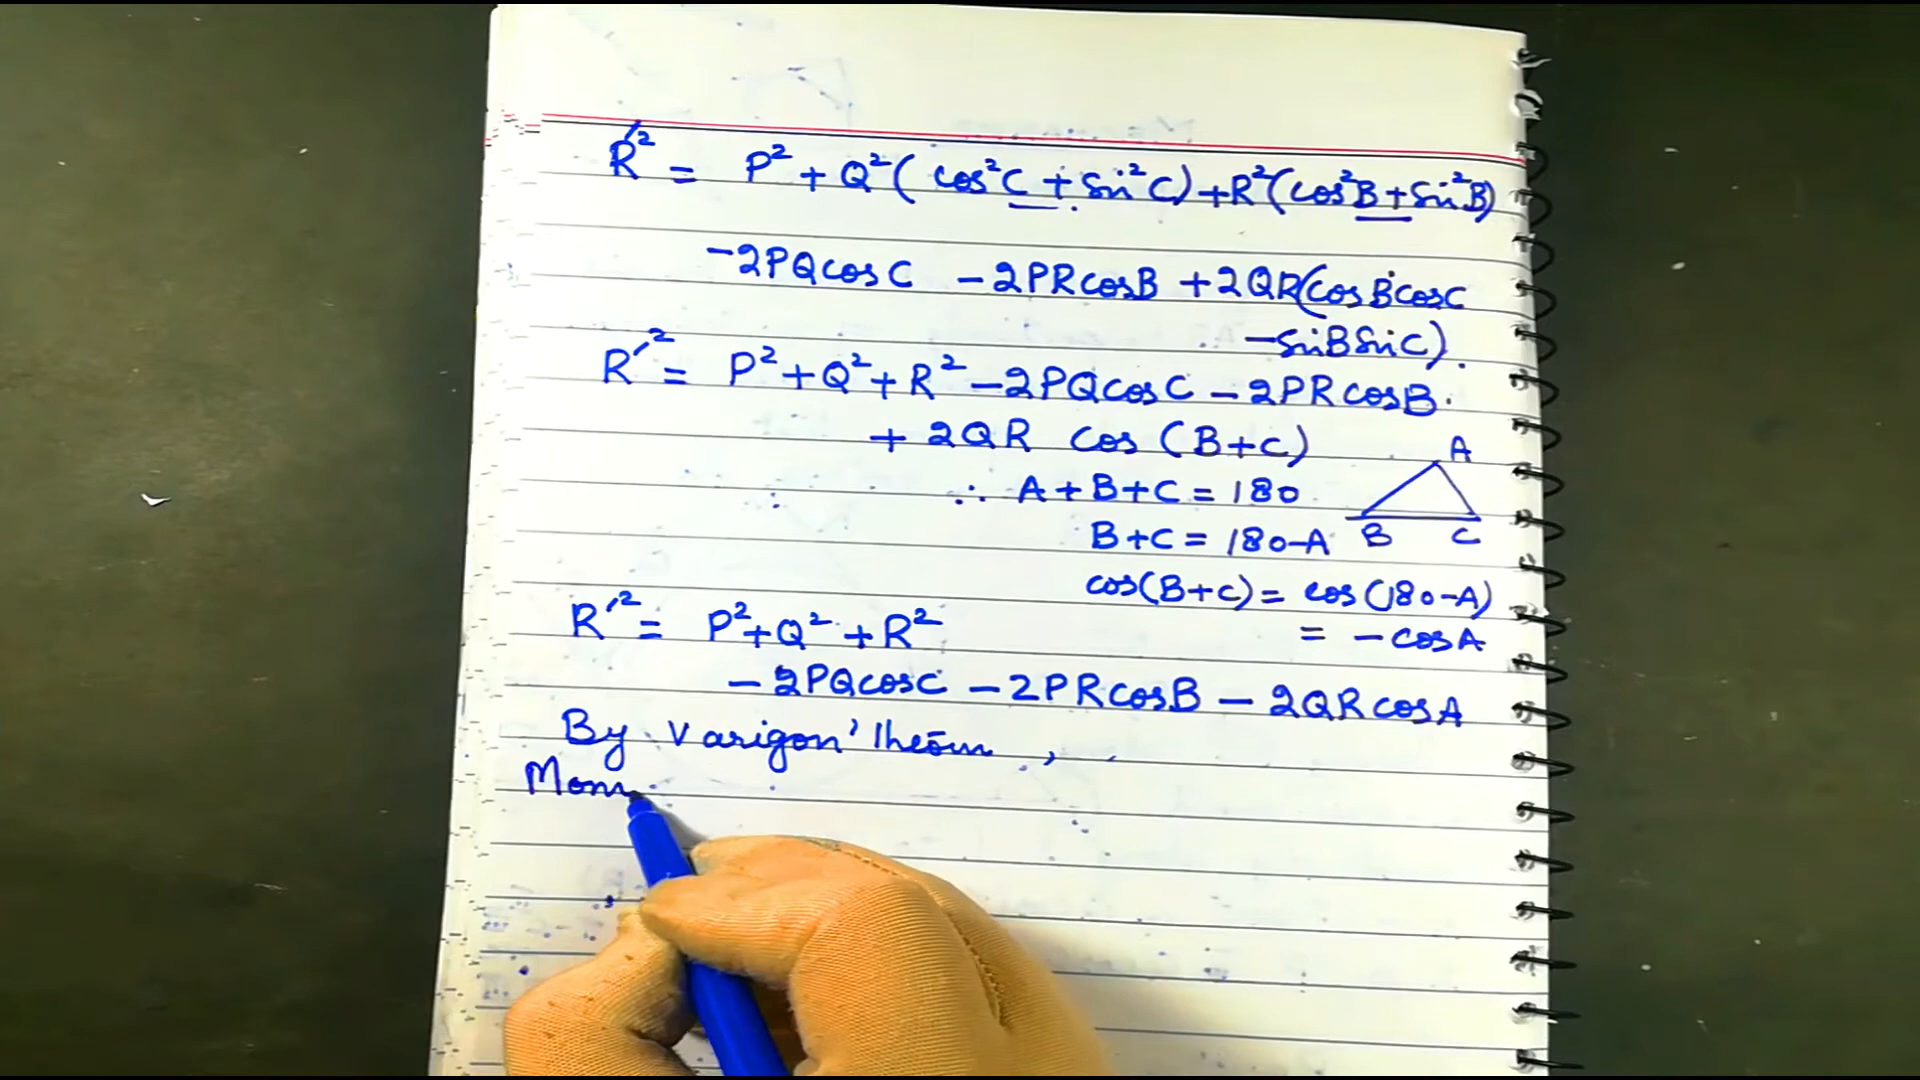 R'² = P² + Q²(cos²C + sin²C) + R²(cos²B + sin²B)
-2PQcosC - 2PRcosB + 2QR(cosBcosC
-sinBsinC).
R'² = P² + Q² + R² - 2PQcosC - 2PRcosB.
+ 2QR cos (B+C)
A
∴ A+B+C = 180
B+C = 180-A
B C
cos(B+C) = cos(180-A)
R'² = P²+Q²+R²
= -cosA
-2PQcosC - 2PRcosB - 2QRcosA
By Varigon' Theorem,
Mom